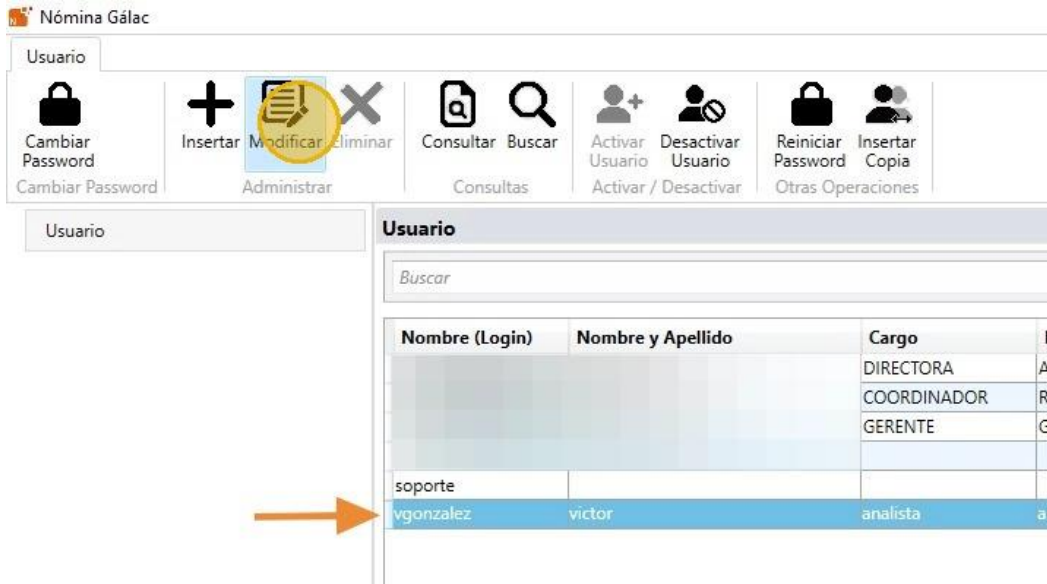 Nómina Gálac
Usuario
Cambiar Password
Insertar
Modificar
Eliminar
Consultar
Buscar
Activar Usuario
Desactivar Usuario
Reiniciar Password
Insertar Copia
Cambiar Password
Administrar
Consultas
Activar / Desactivar
Otras Operaciones
Usuario
Usuario
Buscar
Nombre (Login) Nombre y Apellido Cargo
DIRECTORA A
COORDINADOR R
GERENTE G
soporte
vgonzalez victor analista a